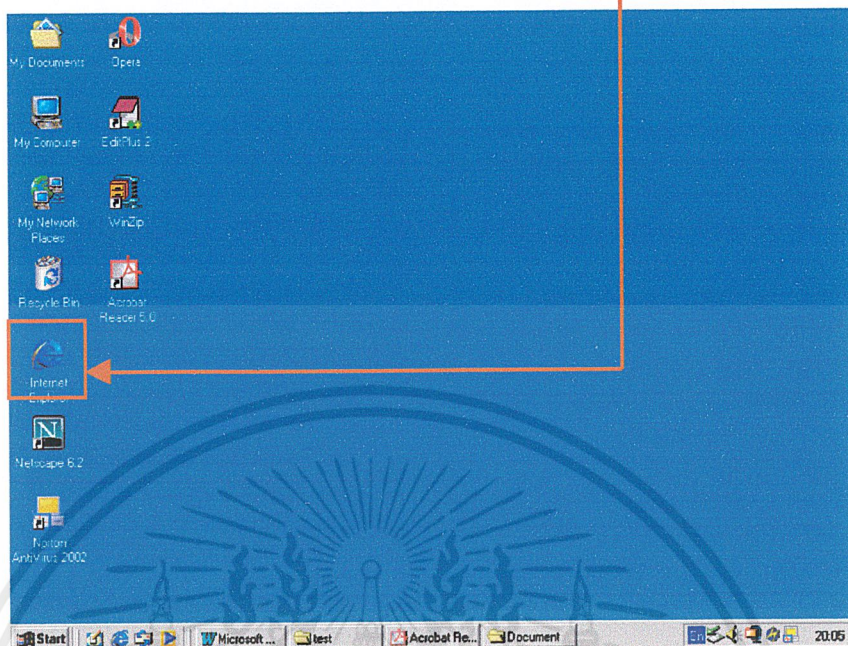 My Documents
Opera
My Computer
EditPlus 2
My Network
Places
WinZip
Recycle Bin
Acrobat
Reader 5.0
Internet
Explorer
Netscape 6.2
Norton
AntiVirus 2002
Start
Microsoft ...
test
Acrobat Re...
Document
En
20:05